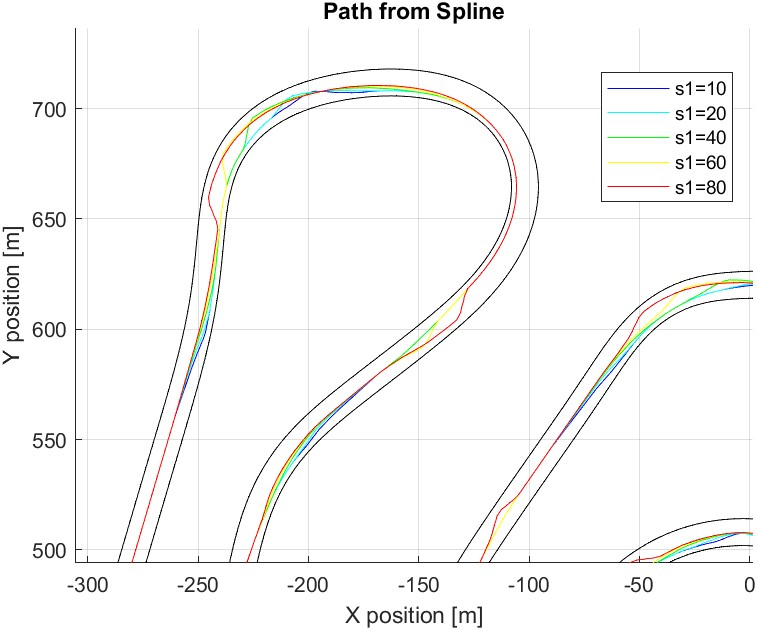 Path from Spline
s1=10
s1=20
s1=40
s1=60
s1=80
700
650
600
550
500
Y position [m]
-300 -250 -200 -150 -100 -50 0
X position [m]